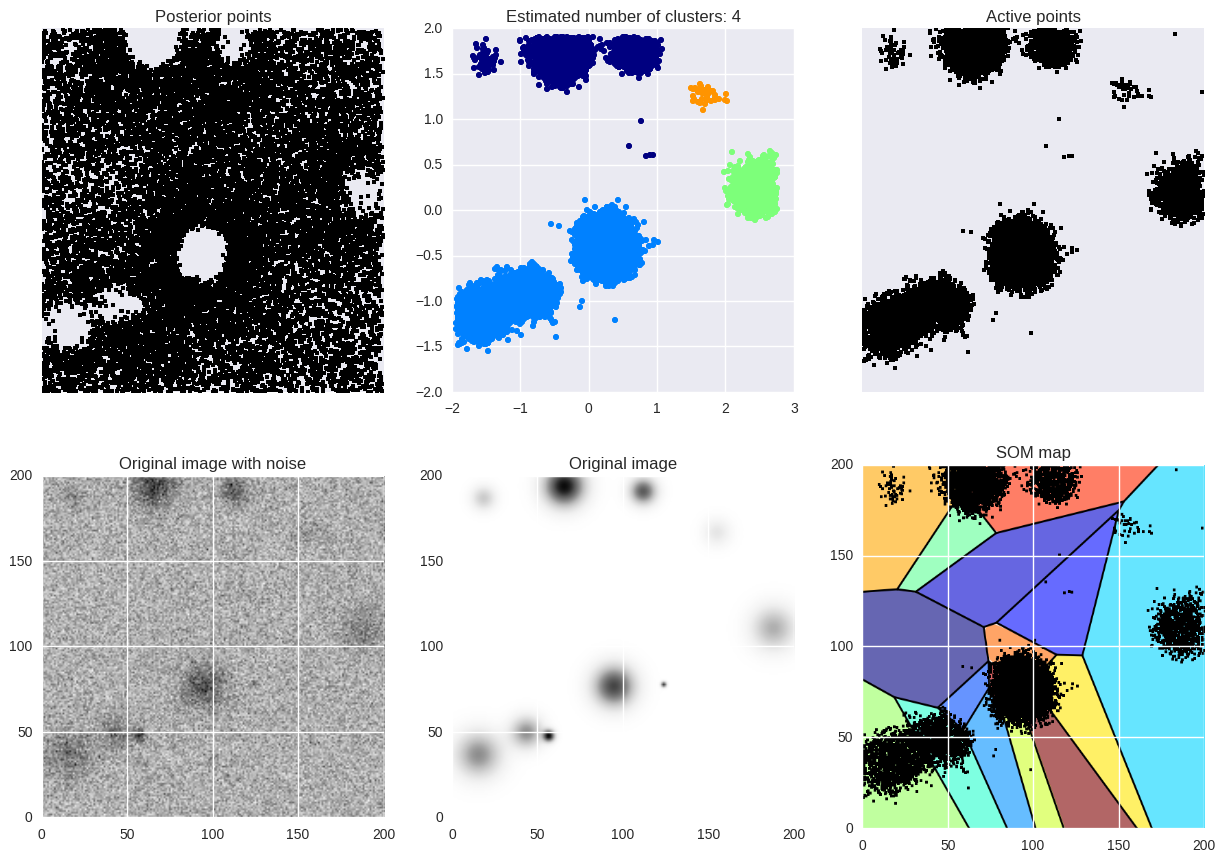 Posterior points
Estimated number of clusters: 4
Active points
2.0
1.5
1.0
0.5
0.0
−0.5
−1.0
−1.5
−2.0
−2 −1 0 1 2 3
Original image with noise
Original image
SOM map
200
150
100
50
0
0 50 100 150 200
200
150
100
50
0
0 50 100 150 200
200
150
100
50
0
0 50 100 150 200